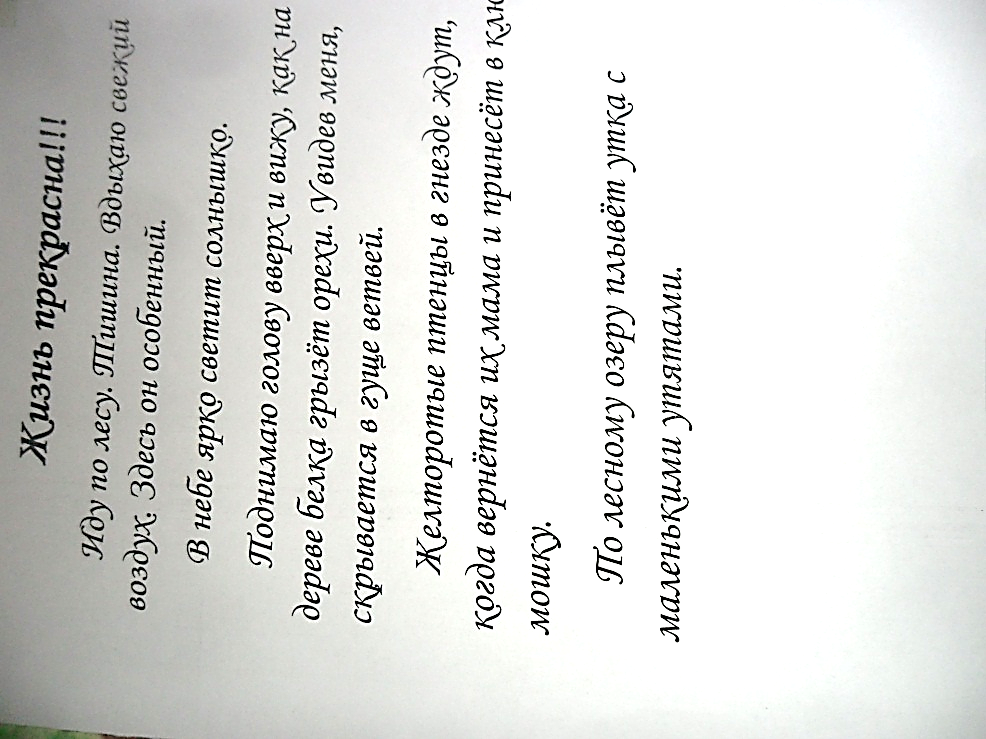 Жизнь прекрасна!!!
Иду по лесу. Тишина. Вдыхаю свежий
воздух. Здесь он особенный.
В небе ярко светит солнышко.
Поднимаю голову вверх и вижу, как на
дереве белка грызёт орехи. Увидев меня,
скрывается в гуще ветвей.
Желторотые птенцы в гнезде ждут,
когда вернётся их мама и принесёт в
мошку.
По лесному озеру плывёт утка с
маленькими утятами.